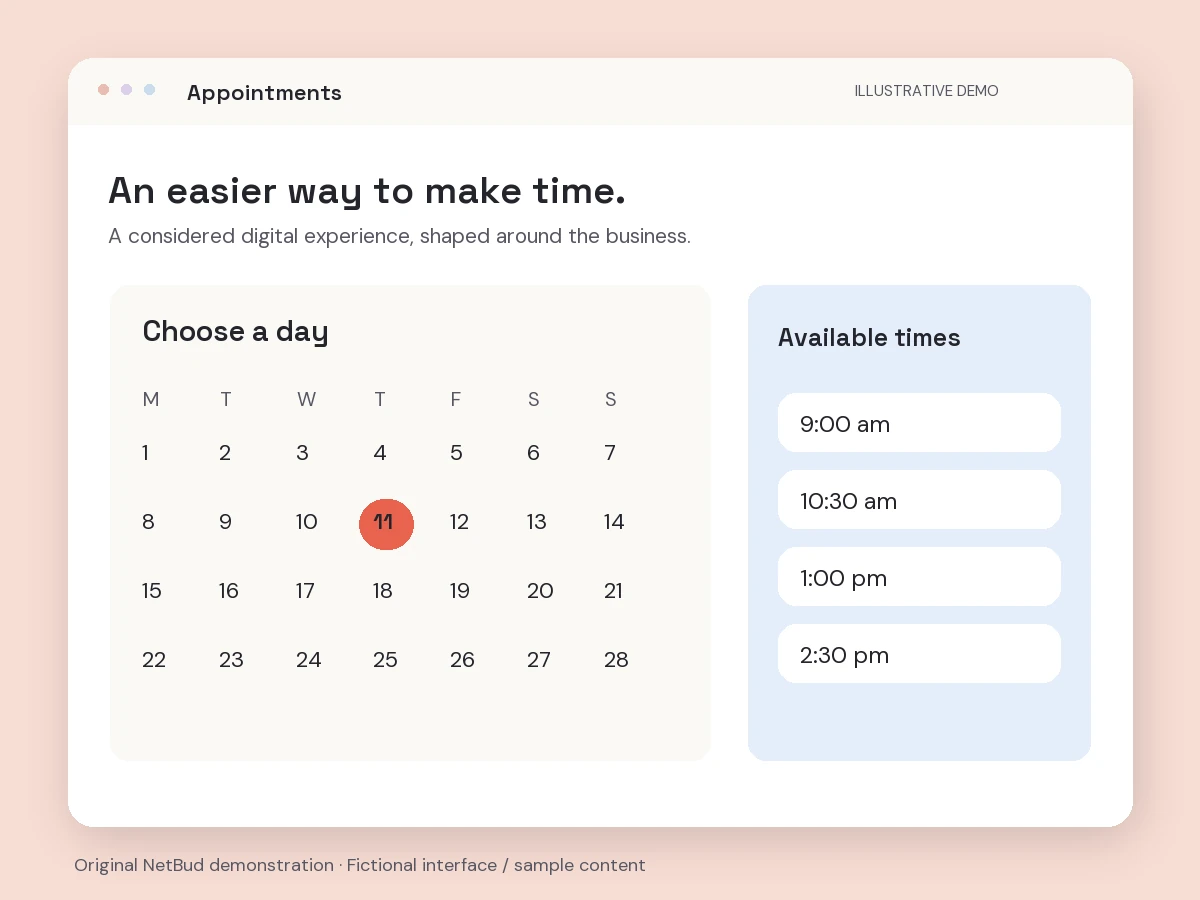 Appointments
ILLUSTRATIVE DEMO
An easier way to make time.
A considered digital experience, shaped around the business.
Choose a day
M T W T F S S
1 2 3 4 5 6 7
8 9 10 11 12 13 14
15 16 17 18 19 20 21
22 23 24 25 26 27 28
Available times
9:00 am
10:30 am
1:00 pm
2:30 pm
Original NetBud demonstration · Fictional interface / sample content